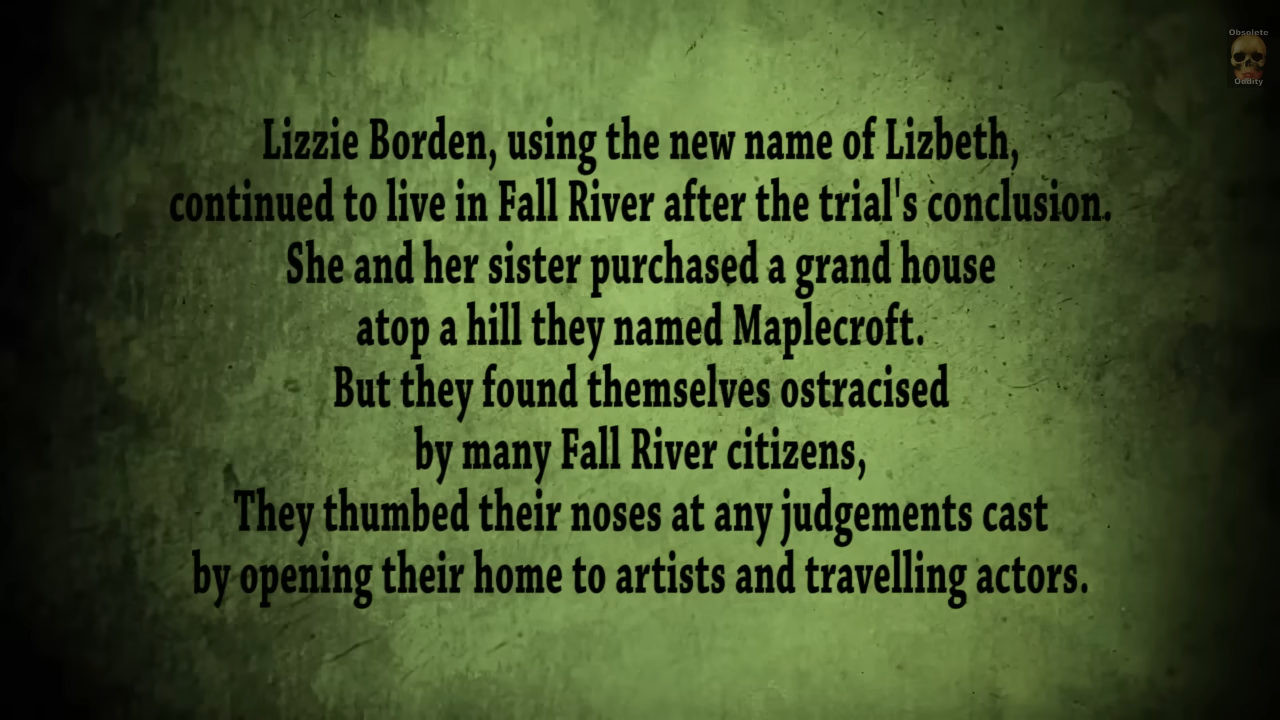 Obsolete
Oddity
Lizzie Borden, using the new name of Lizbeth,
continued to live in Fall River after the trial's conclusion.
She and her sister purchased a grand house
atop a hill they named Maplecroft.
But they found themselves ostracised
by many Fall River citizens,
They thumbed their noses at any judgements cast
by opening their home to artists and travelling actors.